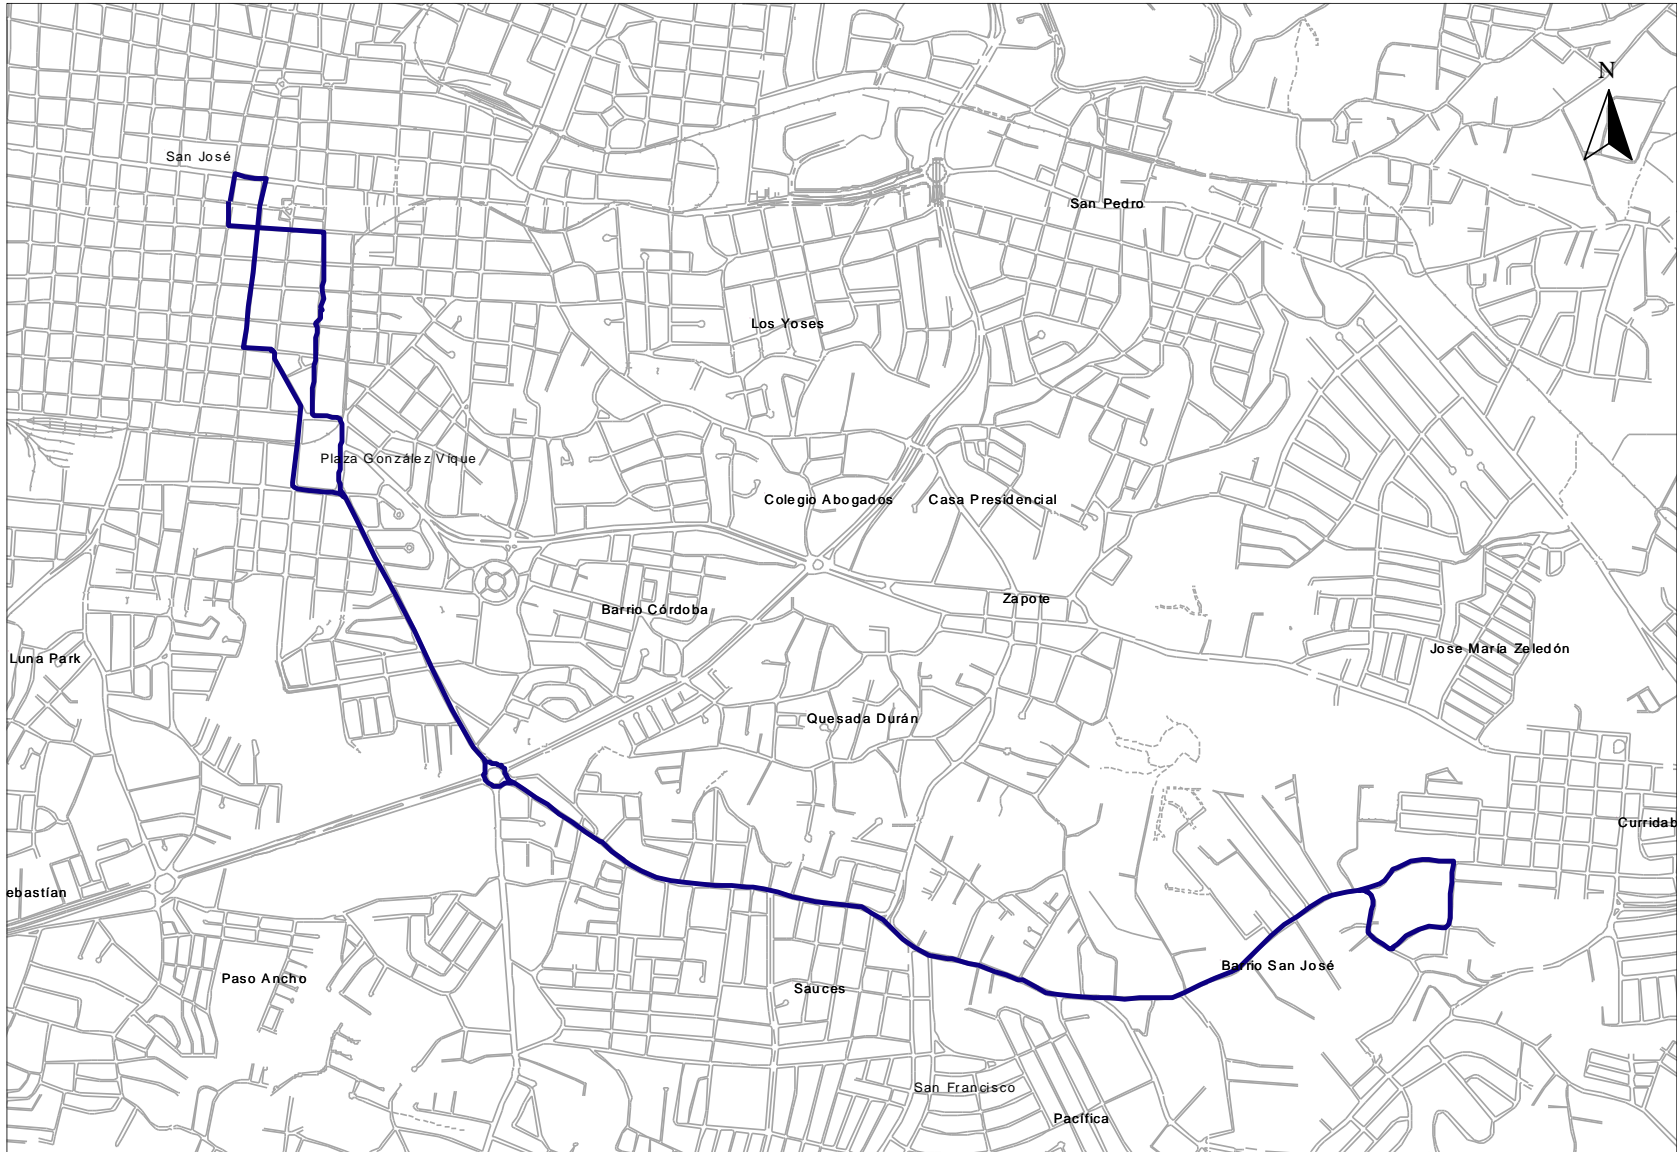 N
San José
San Pedro
Los Yoses
Plaza González Víque
Colegio Abogados
Casa Presidencial
Zapote
Barrio Córdoba
Luna Park
Jose María Zeledón
Quesada Durán
Curridab
ebastían
Barrio San José
Paso Ancho
Sauces
San Francisco
Pacífica